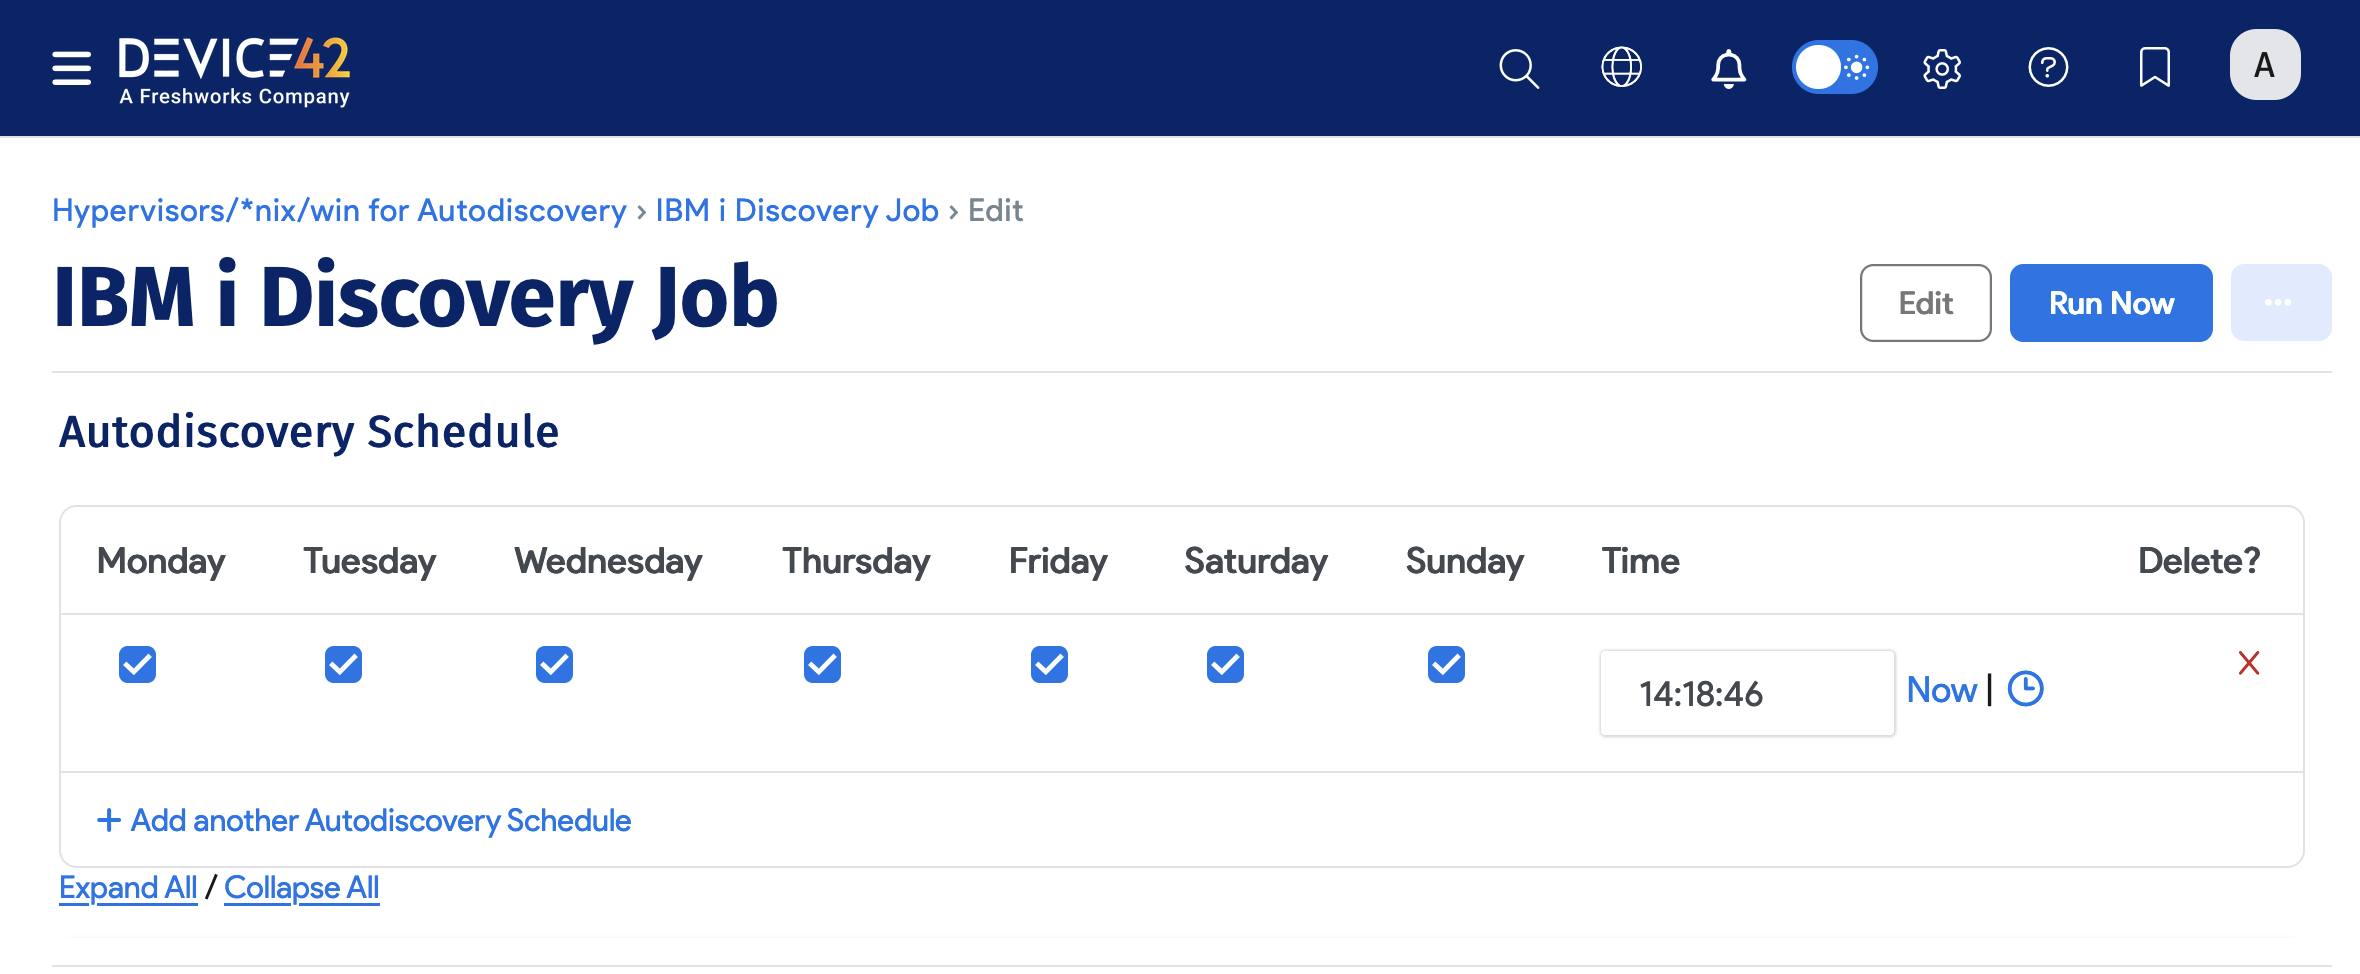 DEVICE42
A Freshworks Company
A
Hypervisors/*nix/win for Autodiscovery › IBM i Discovery Job › Edit
IBM i Discovery Job
Edit
Run Now
···
Autodiscovery Schedule
Monday Tuesday Wednesday Thursday Friday Saturday Sunday Time Delete?
14:18:46 Now |
+ Add another Autodiscovery Schedule
Expand All / Collapse All